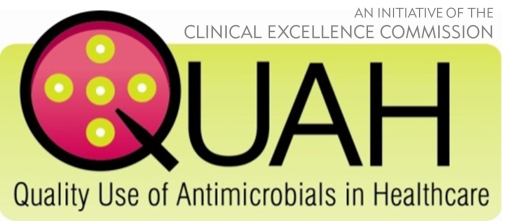 AN INITIATIVE OF THE
CLINICAL EXCELLENCE COMMISSION
QUAH
Quality Use of Antimicrobials in Healthcare